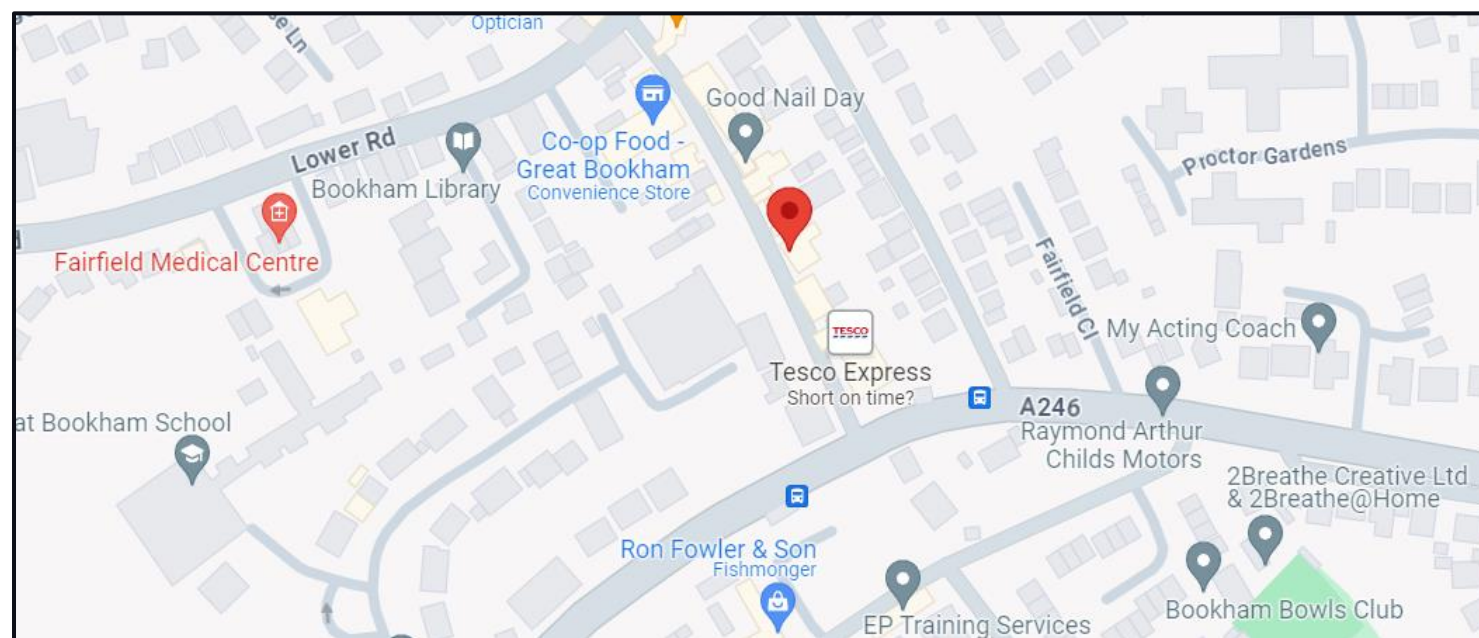 Optician
Good Nail Day
Lower Rd
Co-op Food -
Great Bookham
Convenience Store
Proctor Gardens
Bookham Library
Fairfield Medical Centre
Fairfield Cl
TESCO
My Acting Coach
Tesco Express
Short on time?
A246
at Bookham School
Raymond Arthur
Childs Motors
2Breathe Creative Ltd
& 2Breathe@Home
Ron Fowler & Son
Fishmonger
Bookham Bowls Club
EP Training Services